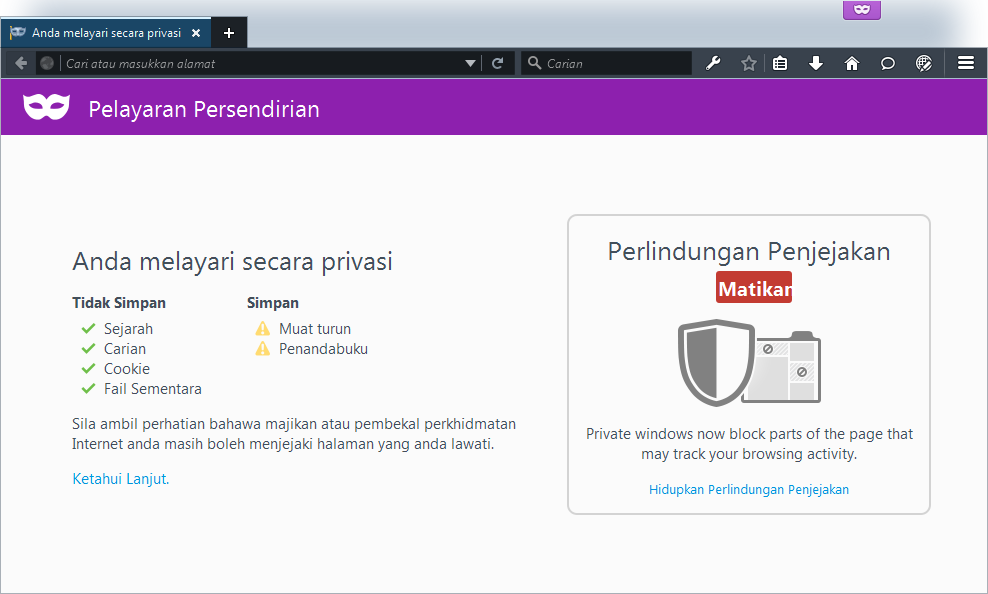 Anda melayari secara privasi
Cari atau masukkan alamat
Carian
Pelayaran Persendirian
Anda melayari secara privasi
Tidak Simpan
Sejarah
Carian
Cookie
Fail Sementara
Simpan
Muat turun
Penandabuku
Sila ambil perhatian bahawa majikan atau pembekal perkhidmatan
Internet anda masih boleh menjejaki halaman yang anda lawati.
Ketahui Lanjut.
Perlindungan Penjejakan
Matikan
Private windows now block parts of the page that
may track your browsing activity.
Hidupkan Perlindungan Penjejakan